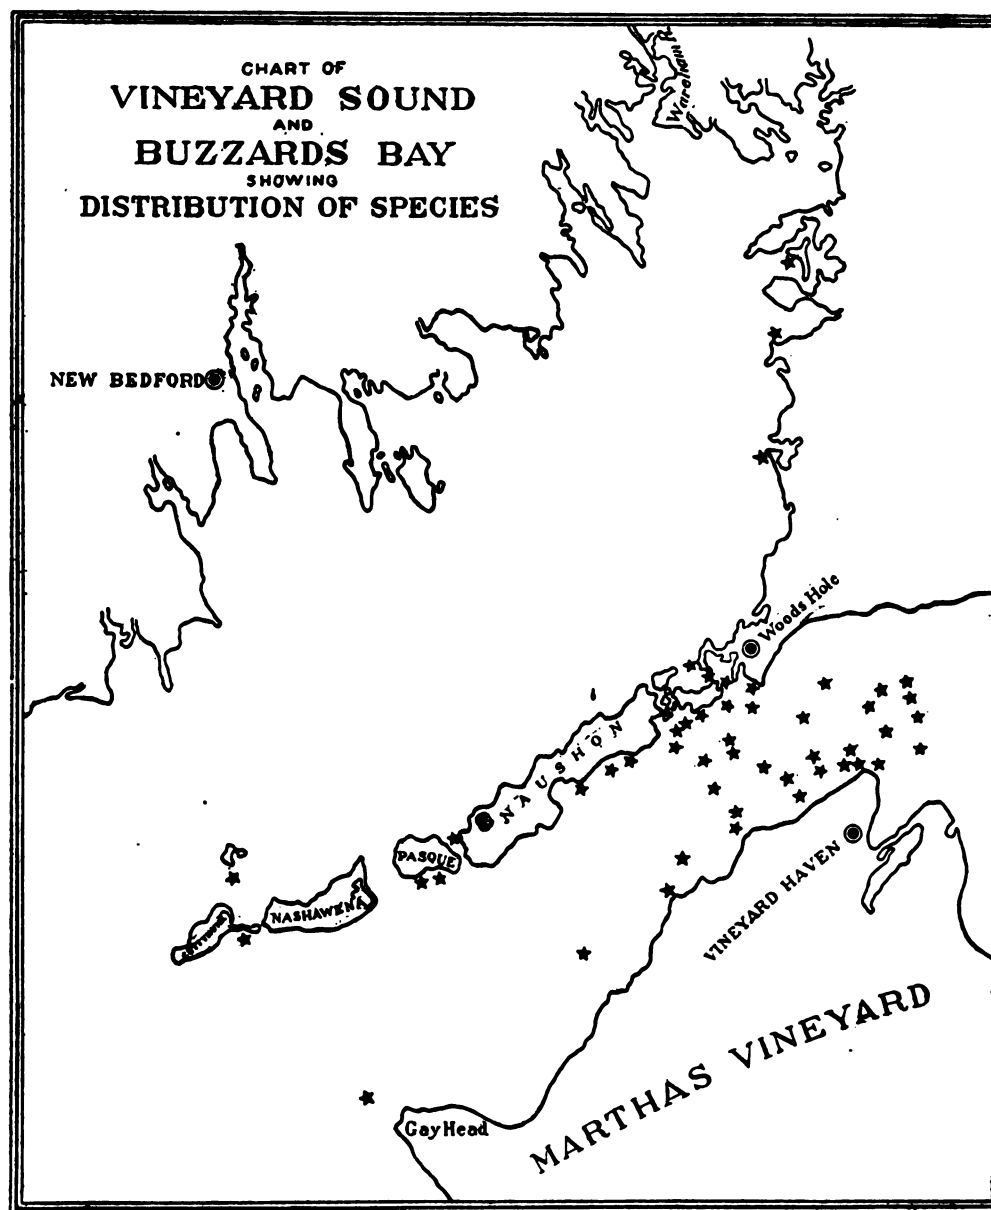 CHART OF
VINEYARD SOUND
AND
BUZZARDS BAY
SHOWING
DISTRIBUTION OF SPECIES
Wareham R.
NEW BEDFORD
Woods Hole
NAUSHON
PASQUE
NASHAWENA
VINEYARD HAVEN
MARTHAS VINEYARD
Gay Head